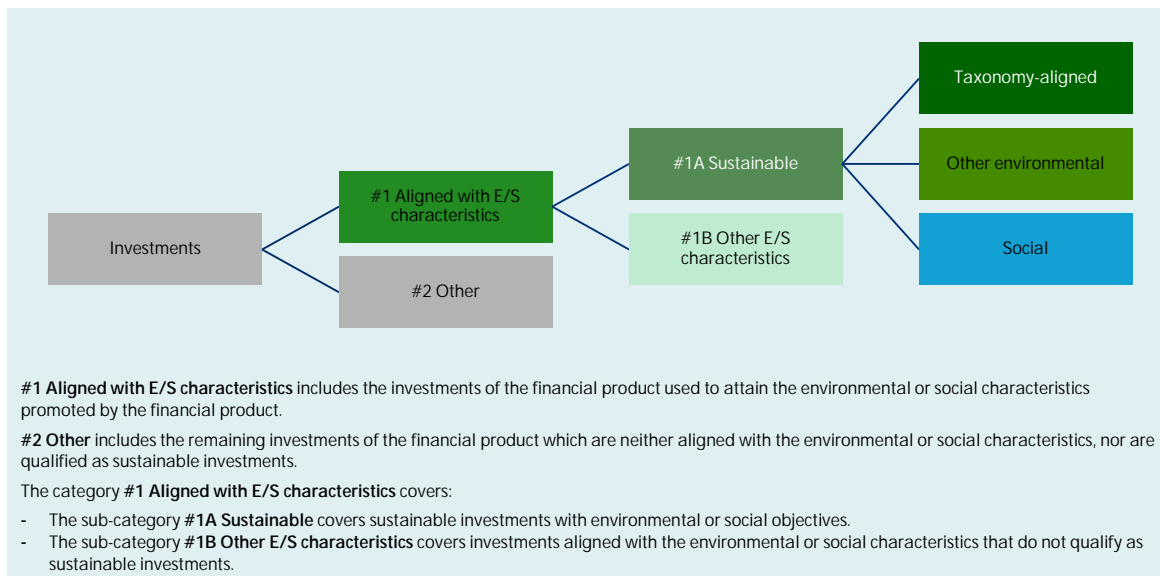 Taxonomy-aligned
#1A Sustainable
Other environmental
#1 Aligned with E/S
characteristics
#1B Other E/S
characteristics
Investments
Social
#2 Other
#1 Aligned with E/S characteristics includes the investments of the financial product used to attain the environmental or social characteristics
promoted by the financial product.
#2 Other includes the remaining investments of the financial product which are neither aligned with the environmental or social characteristics, nor are
qualified as sustainable investments.
The category #1 Aligned with E/S characteristics covers:
- The sub-category #1A Sustainable covers sustainable investments with environmental or social objectives.
- The sub-category #1B Other E/S characteristics covers investments aligned with the environmental or social characteristics that do not qualify as
sustainable investments.